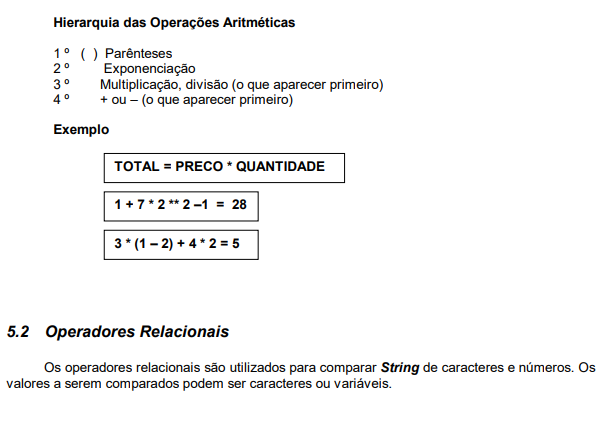 Hierarquia das Operações Aritméticas
1 º ( ) Parênteses
2 º Exponenciação
3 º Multiplicação, divisão (o que aparecer primeiro)
4 º + ou – (o que aparecer primeiro)
Exemplo
TOTAL = PRECO * QUANTIDADE
1 + 7 * 2 ** 2 –1 = 28
3 * (1 – 2) + 4 * 2 = 5
5.2 Operadores Relacionais
Os operadores relacionais são utilizados para comparar String de caracteres e números. Os
valores a serem comparados podem ser caracteres ou variáveis.